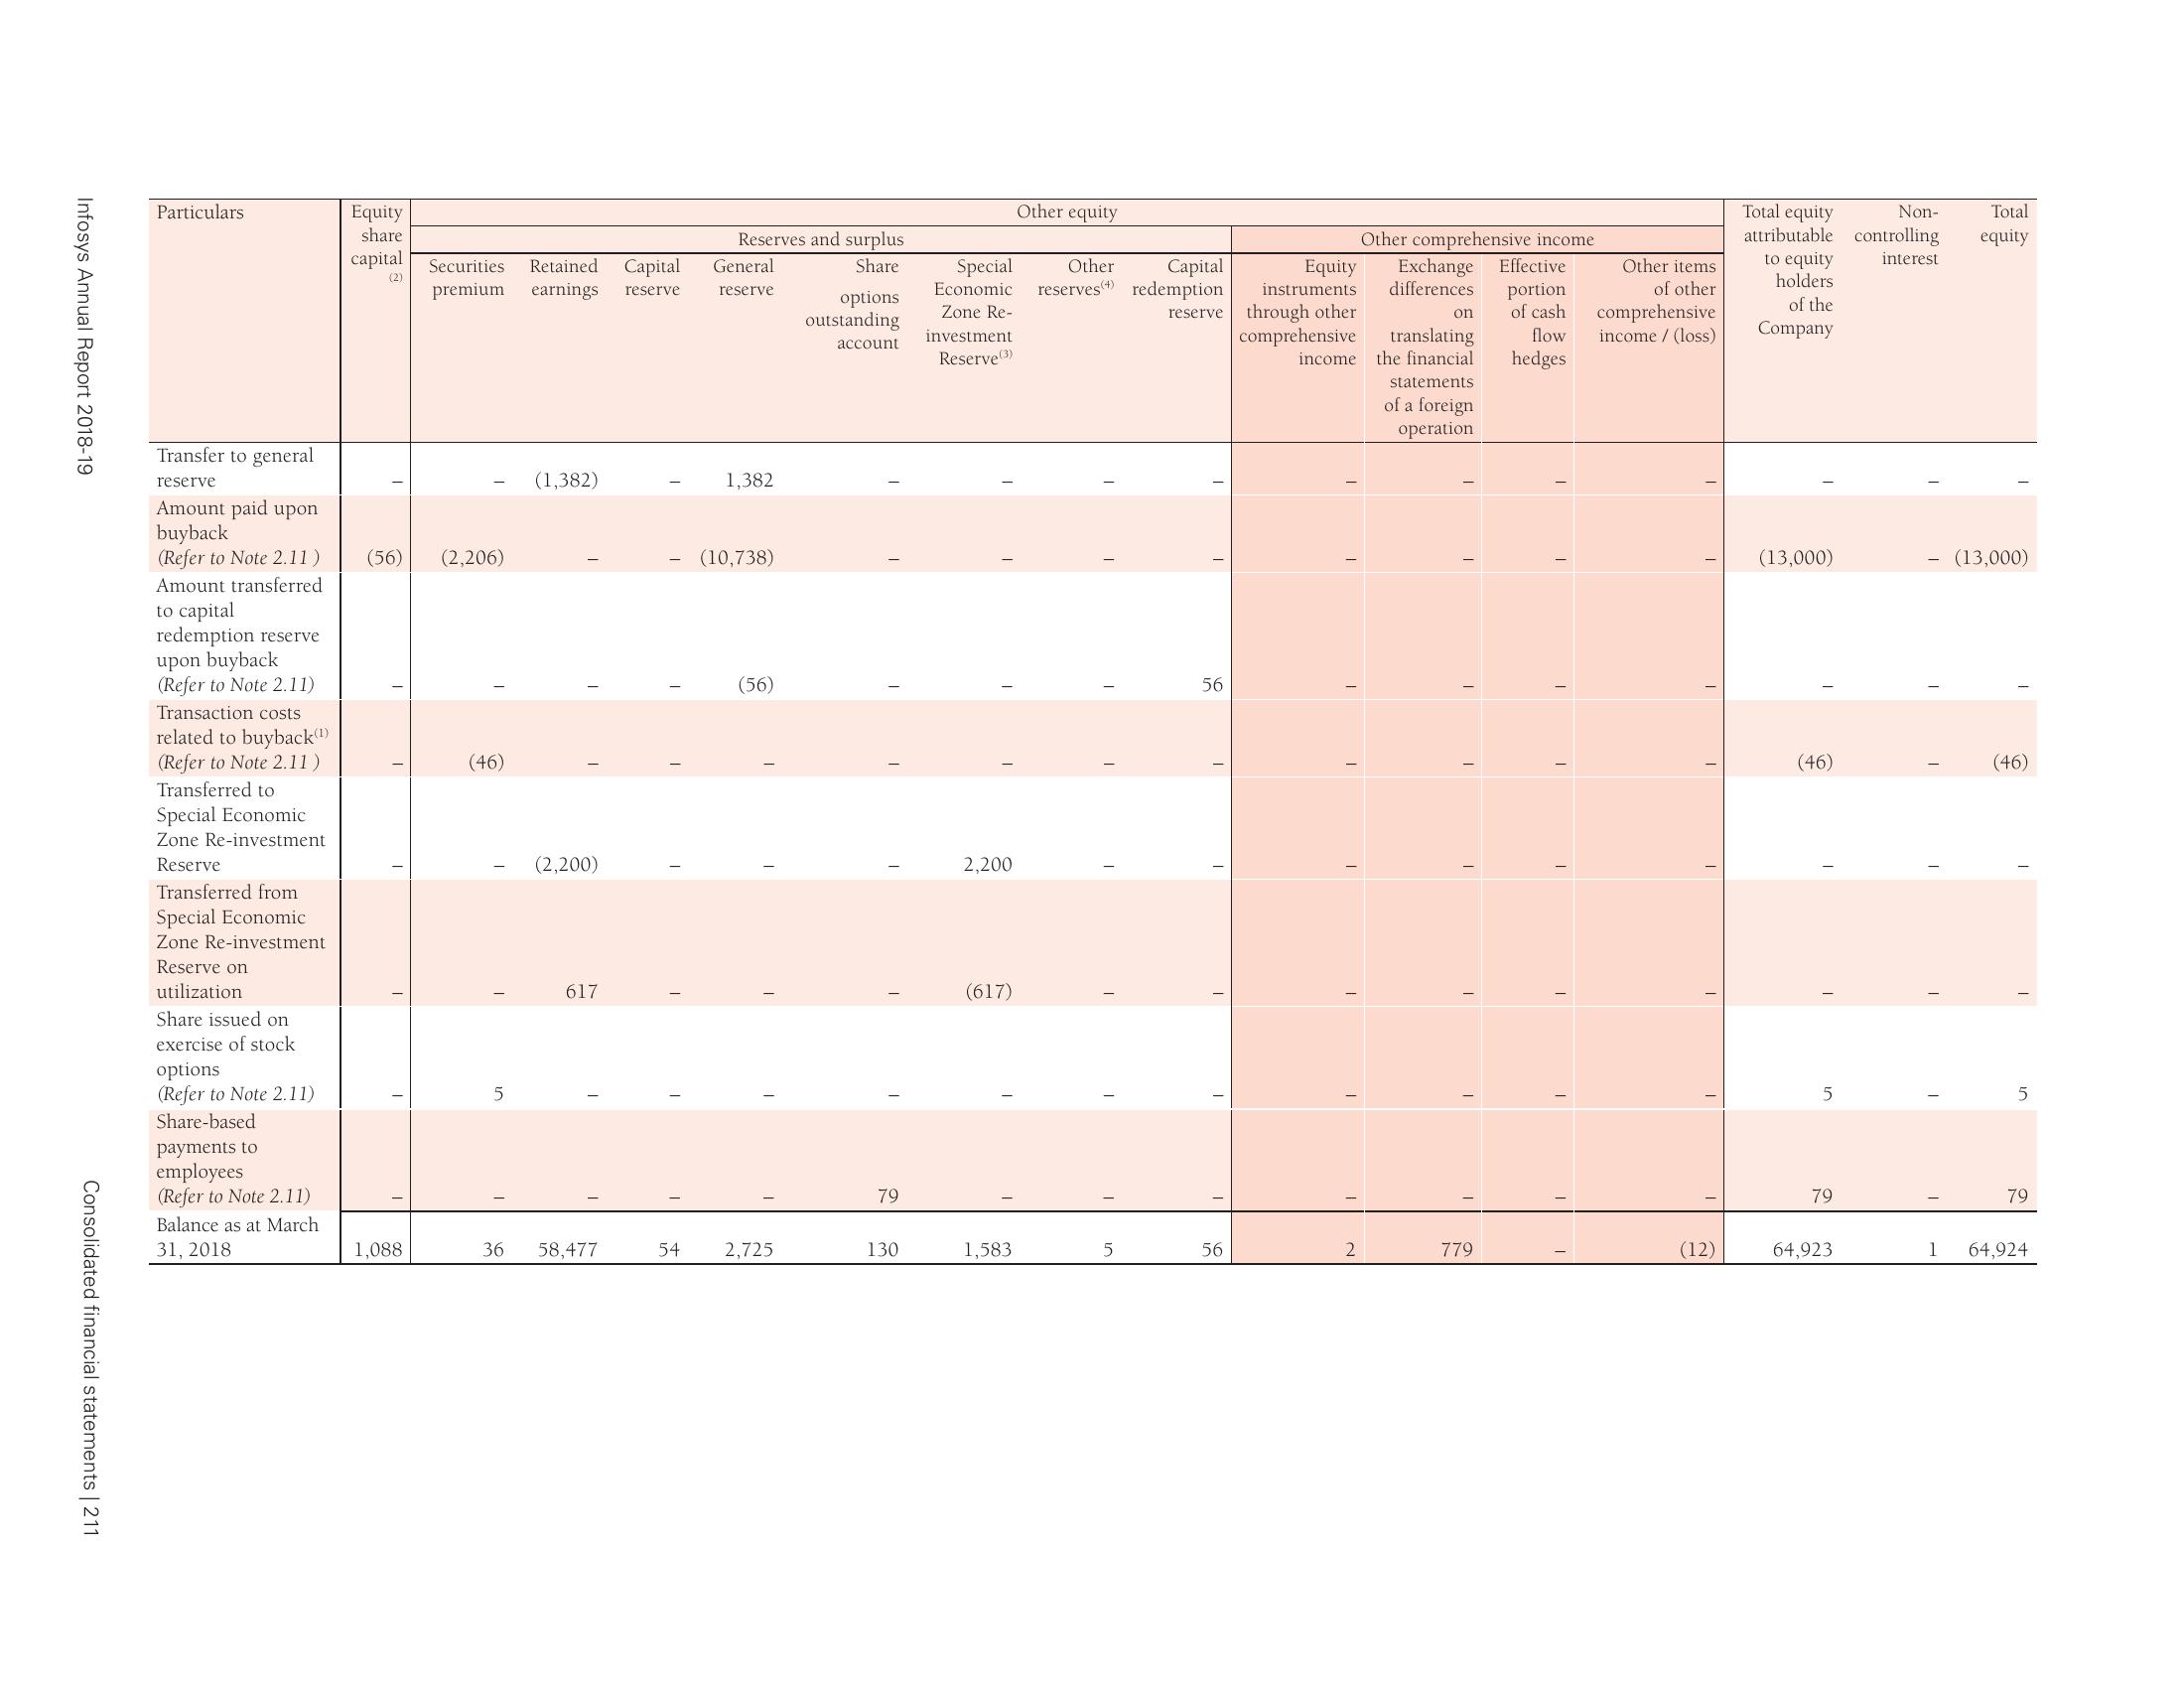 Infosys Annual Report 2018-19
Consolidated financial statements | 211
Particulars
Equity share capital (2)
Other equity
Reserves and surplus
Other comprehensive income
Securities premium
Retained earnings
Capital reserve
General reserve
Share options outstanding account
Special Economic Zone Re-investment Reserve(3)
Other reserves(4)
Capital redemption reserve
Equity instruments through other comprehensive income
Exchange differences on translating the financial statements of a foreign operation
Effective portion of cash flow hedges
Other items of other comprehensive income / (loss)
Total equity attributable to equity holders of the Company
Non-controlling interest
Total equity
Transfer to general
reserve – – (1,382) – 1,382 – – – – – – – – – – –
Amount paid upon
buyback
(Refer to Note 2.11 ) (56) (2,206) – – (10,738) – – – – – – – – (13,000) – (13,000)
Amount transferred
to capital
redemption reserve
upon buyback
(Refer to Note 2.11) – – – – (56) – – – 56 – – – – – – –
Transaction costs
related to buyback(1)
(Refer to Note 2.11 ) – (46) – – – – – – – – – – – (46) – (46)
Transferred to
Special Economic
Zone Re-investment
Reserve – – (2,200) – – – 2,200 – – – – – – – – –
Transferred from
Special Economic
Zone Re-investment
Reserve on
utilization – – 617 – – – (617) – – – – – – – – –
Share issued on
exercise of stock
options
(Refer to Note 2.11) – 5 – – – – – – – – – – – 5 – 5
Share-based
payments to
employees
(Refer to Note 2.11) – – – – – 79 – – – – – – – 79 – 79
Balance as at March
31, 2018 1,088 36 58,477 54 2,725 130 1,583 5 56 2 779 – (12) 64,923 1 64,924